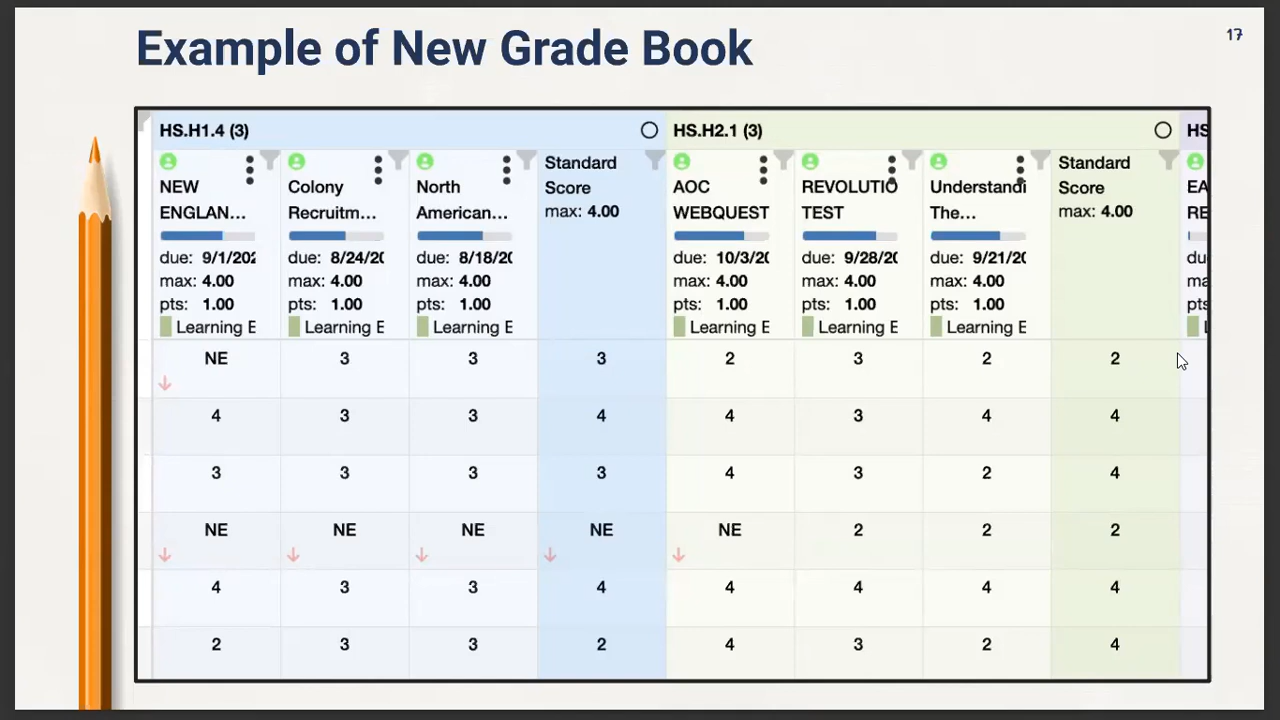 Example of New Grade Book
17
HS.H1.4 (3)
HS.H2.1 (3)
HS
NEW
ENGLAN...
due: 9/1/202
max: 4.00
pts: 1.00
Learning E
Colony
Recruitm...
due: 8/24/20
max: 4.00
pts: 1.00
Learning E
North
American...
due: 8/18/20
max: 4.00
pts: 1.00
Learning E
Standard
Score
max: 4.00
AOC
WEBQUEST
due: 10/3/20
max: 4.00
pts: 1.00
Learning E
REVOLUTIO
TEST
due: 9/28/20
max: 4.00
pts: 1.00
Learning E
Understandi
The...
due: 9/21/20
max: 4.00
pts: 1.00
Learning E
Standard
Score
max: 4.00
EA
RE
du
ma
pts
NE 3 3 3 2 3 2 2
4 3 3 4 4 3 4 4
3 3 3 3 4 3 2 4
NE NE NE NE NE 2 2 2
4 3 3 4 4 4 4 4
2 3 3 2 4 3 2 4